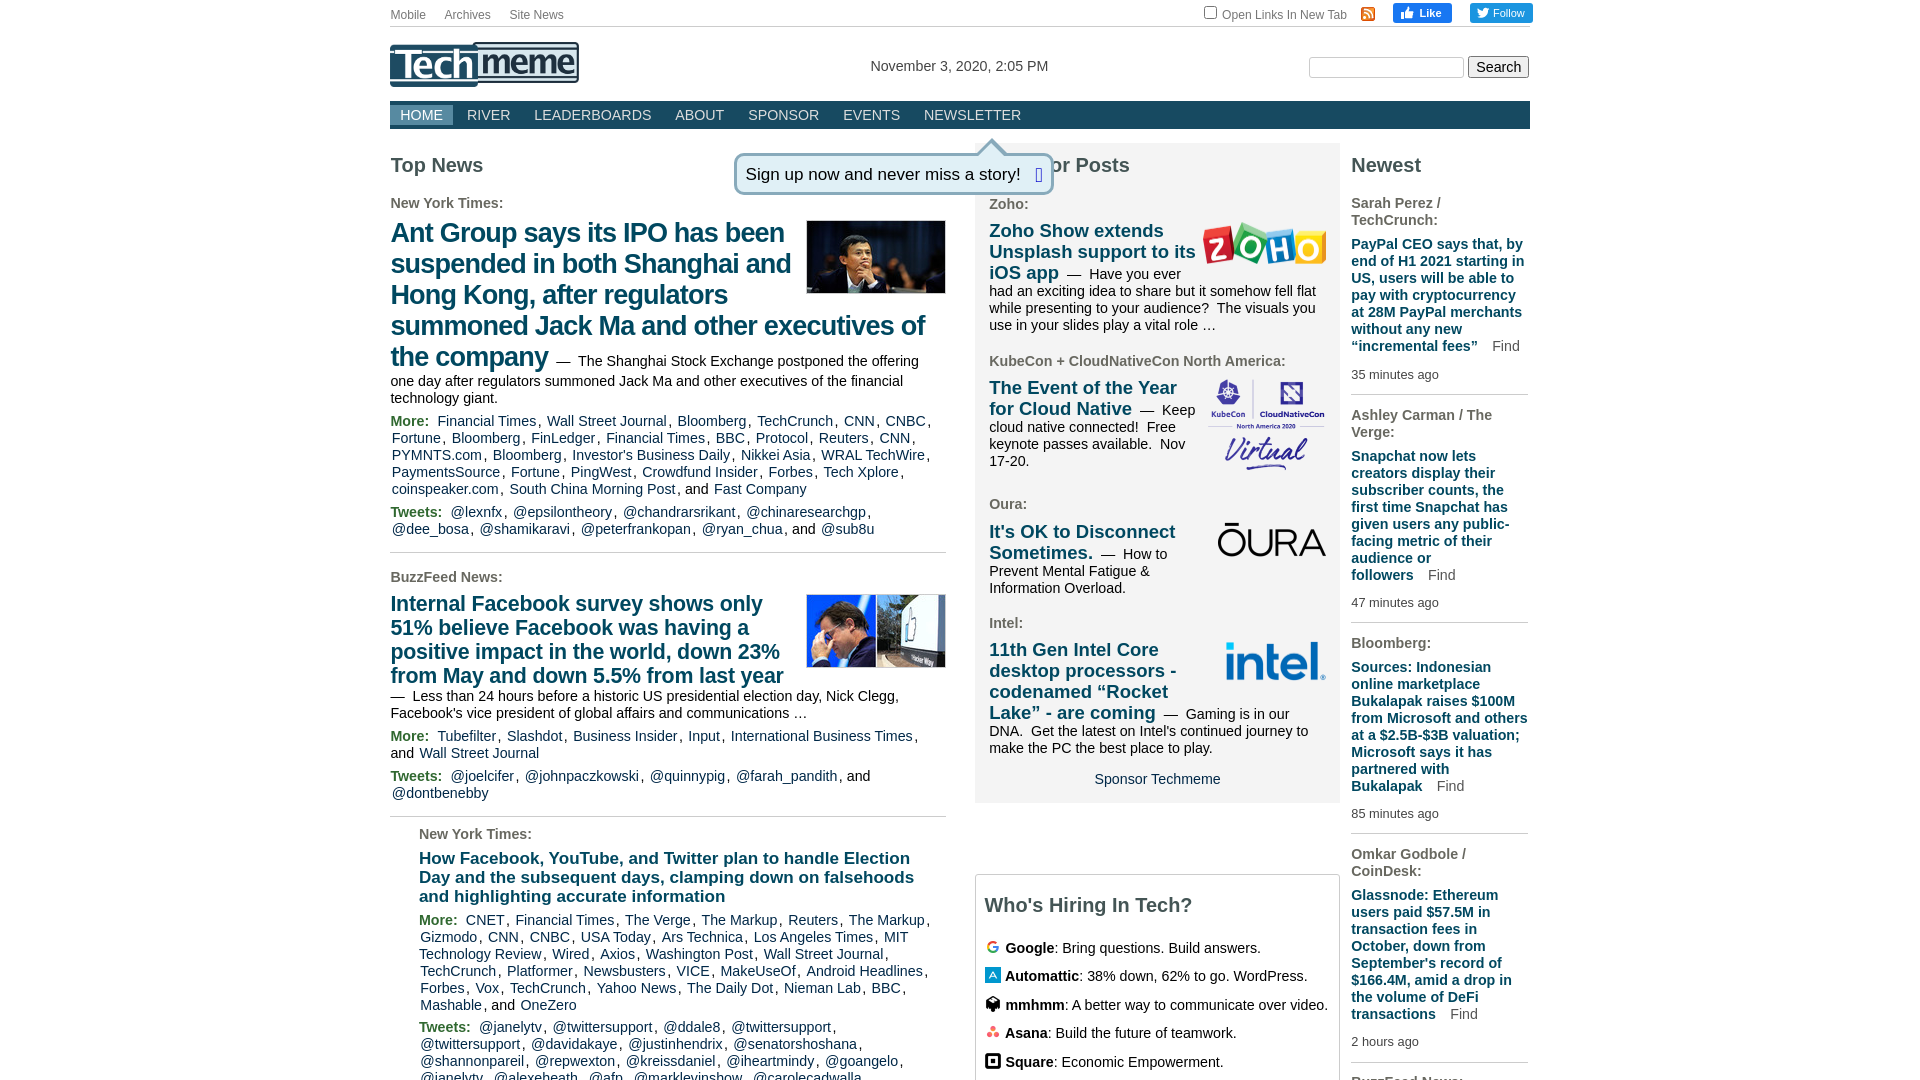 Mobile Archives Site News
Open Links In New Tab Like Follow
Techmeme
November 3, 2020, 2:05 PM
Search
HOME RIVER LEADERBOARDS ABOUT SPONSOR EVENTS NEWSLETTER
Sign up now and never miss a story!
Top News
New York Times:
Ant Group says its IPO has been
suspended in both Shanghai and
Hong Kong, after regulators
summoned Jack Ma and other executives of
the company — The Shanghai Stock Exchange postponed the offering
one day after regulators summoned Jack Ma and other executives of the financial
technology giant.
More: Financial Times, Wall Street Journal, Bloomberg, TechCrunch, CNN, CNBC,
Fortune, Bloomberg, FinLedger, Financial Times, BBC, Protocol, Reuters, CNN,
PYMNTS.com, Bloomberg, Investor's Business Daily, Nikkei Asia, WRAL TechWire,
PaymentsSource, Fortune, PingWest, Crowdfund Insider, Forbes, Tech Xplore,
coinspeaker.com, South China Morning Post, and Fast Company
Tweets: @lexnfx, @epsilontheory, @chandrarsrikant, @chinaresearchgp,
@dee_bosa, @shamikaravi, @peterfrankopan, @ryan_chua, and @sub8u
BuzzFeed News:
Internal Facebook survey shows only
51% believe Facebook was having a
positive impact in the world, down 23%
from May and down 5.5% from last year
— Less than 24 hours before a historic US presidential election day, Nick Clegg,
Facebook's vice president of global affairs and communications …
More: Tubefilter, Slashdot, Business Insider, Input, International Business Times,
and Wall Street Journal
Tweets: @joelcifer, @johnpaczkowski, @quinnypig, @farah_pandith, and
@dontbenebby
New York Times:
How Facebook, YouTube, and Twitter plan to handle Election
Day and the subsequent days, clamping down on falsehoods
and highlighting accurate information
More: CNET, Financial Times, The Verge, The Markup, Reuters, The Markup,
Gizmodo, CNN, CNBC, USA Today, Ars Technica, Los Angeles Times, MIT
Technology Review, Wired, Axios, Washington Post, Wall Street Journal,
TechCrunch, Platformer, Newsbusters, VICE, MakeUseOf, Android Headlines,
Forbes, Vox, TechCrunch, Yahoo News, The Daily Dot, Nieman Lab, BBC,
Mashable, and OneZero
Tweets: @janelytv, @twittersupport, @ddale8, @twittersupport,
@twittersupport, @davidakaye, @justinhendrix, @senatorshoshana,
@shannonpareil, @repwexton, @kreissdaniel, @iheartmindy, @goangelo,
@janelytv, @alexeheath, @afp, @marklevinshow, @carolecadwalla,
or Posts
Zoho:
Zoho Show extends
Unsplash support to its
iOS app — Have you ever
had an exciting idea to share but it somehow fell flat
while presenting to your audience? The visuals you
use in your slides play a vital role …
ZOHO
KubeCon + CloudNativeCon North America:
The Event of the Year
for Cloud Native — Keep
cloud native connected! Free
keynote passes available. Nov
17-20.
KubeCon CloudNativeCon
North America 2020
Virtual
Oura:
It's OK to Disconnect
Sometimes. — How to
Prevent Mental Fatigue &
Information Overload.
ŌURA
Intel:
11th Gen Intel Core
desktop processors -
codenamed “Rocket
Lake” - are coming — Gaming is in our
DNA. Get the latest on Intel's continued journey to
make the PC the best place to play.
intel®
Sponsor Techmeme
Who's Hiring In Tech?
Google: Bring questions. Build answers.
Automattic: 38% down, 62% to go. WordPress.
mmhmm: A better way to communicate over video.
Asana: Build the future of teamwork.
Square: Economic Empowerment.
Newest
Sarah Perez /
TechCrunch:
PayPal CEO says that, by
end of H1 2021 starting in
US, users will be able to
pay with cryptocurrency
at 28M PayPal merchants
without any new
“incremental fees” Find
35 minutes ago
Ashley Carman / The
Verge:
Snapchat now lets
creators display their
subscriber counts, the
first time Snapchat has
given users any public-
facing metric of their
audience or
followers Find
47 minutes ago
Bloomberg:
Sources: Indonesian
online marketplace
Bukalapak raises $100M
from Microsoft and others
at a $2.5B-$3B valuation;
Microsoft says it has
partnered with
Bukalapak Find
85 minutes ago
Omkar Godbole /
CoinDesk:
Glassnode: Ethereum
users paid $57.5M in
transaction fees in
October, down from
September's record of
$166.4M, amid a drop in
the volume of DeFi
transactions Find
2 hours ago
BuzzFeed News: